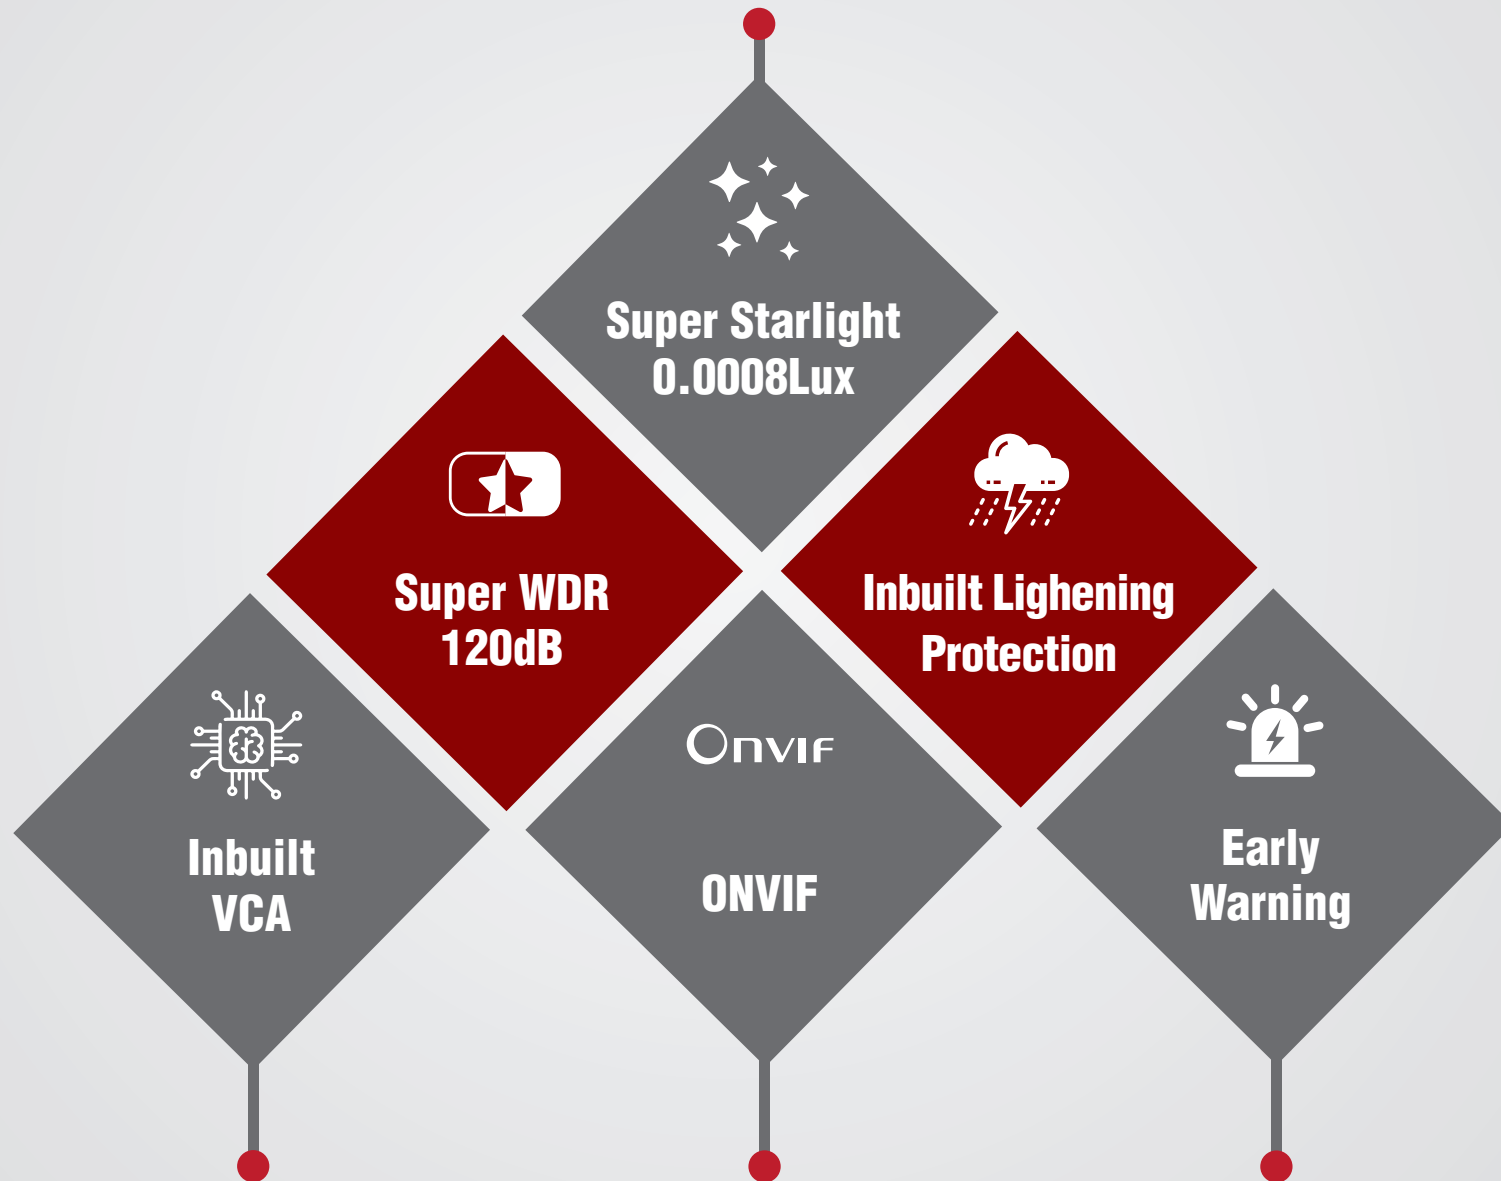 Super Starlight
0.0008Lux
Super WDR
120dB
Inbuilt Lighening
Protection
Inbuilt
VCA
ONVIF
ONVIF
Early
Warning